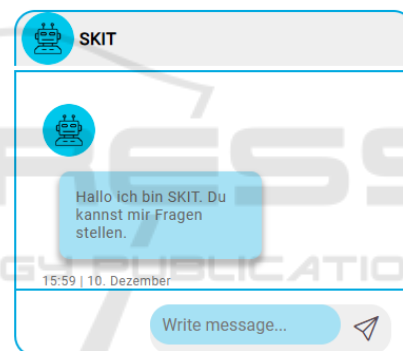 SKIT
Hallo ich bin SKIT. Du
kannst mir Fragen
stellen.
15:59 | 10. Dezember
Write message...